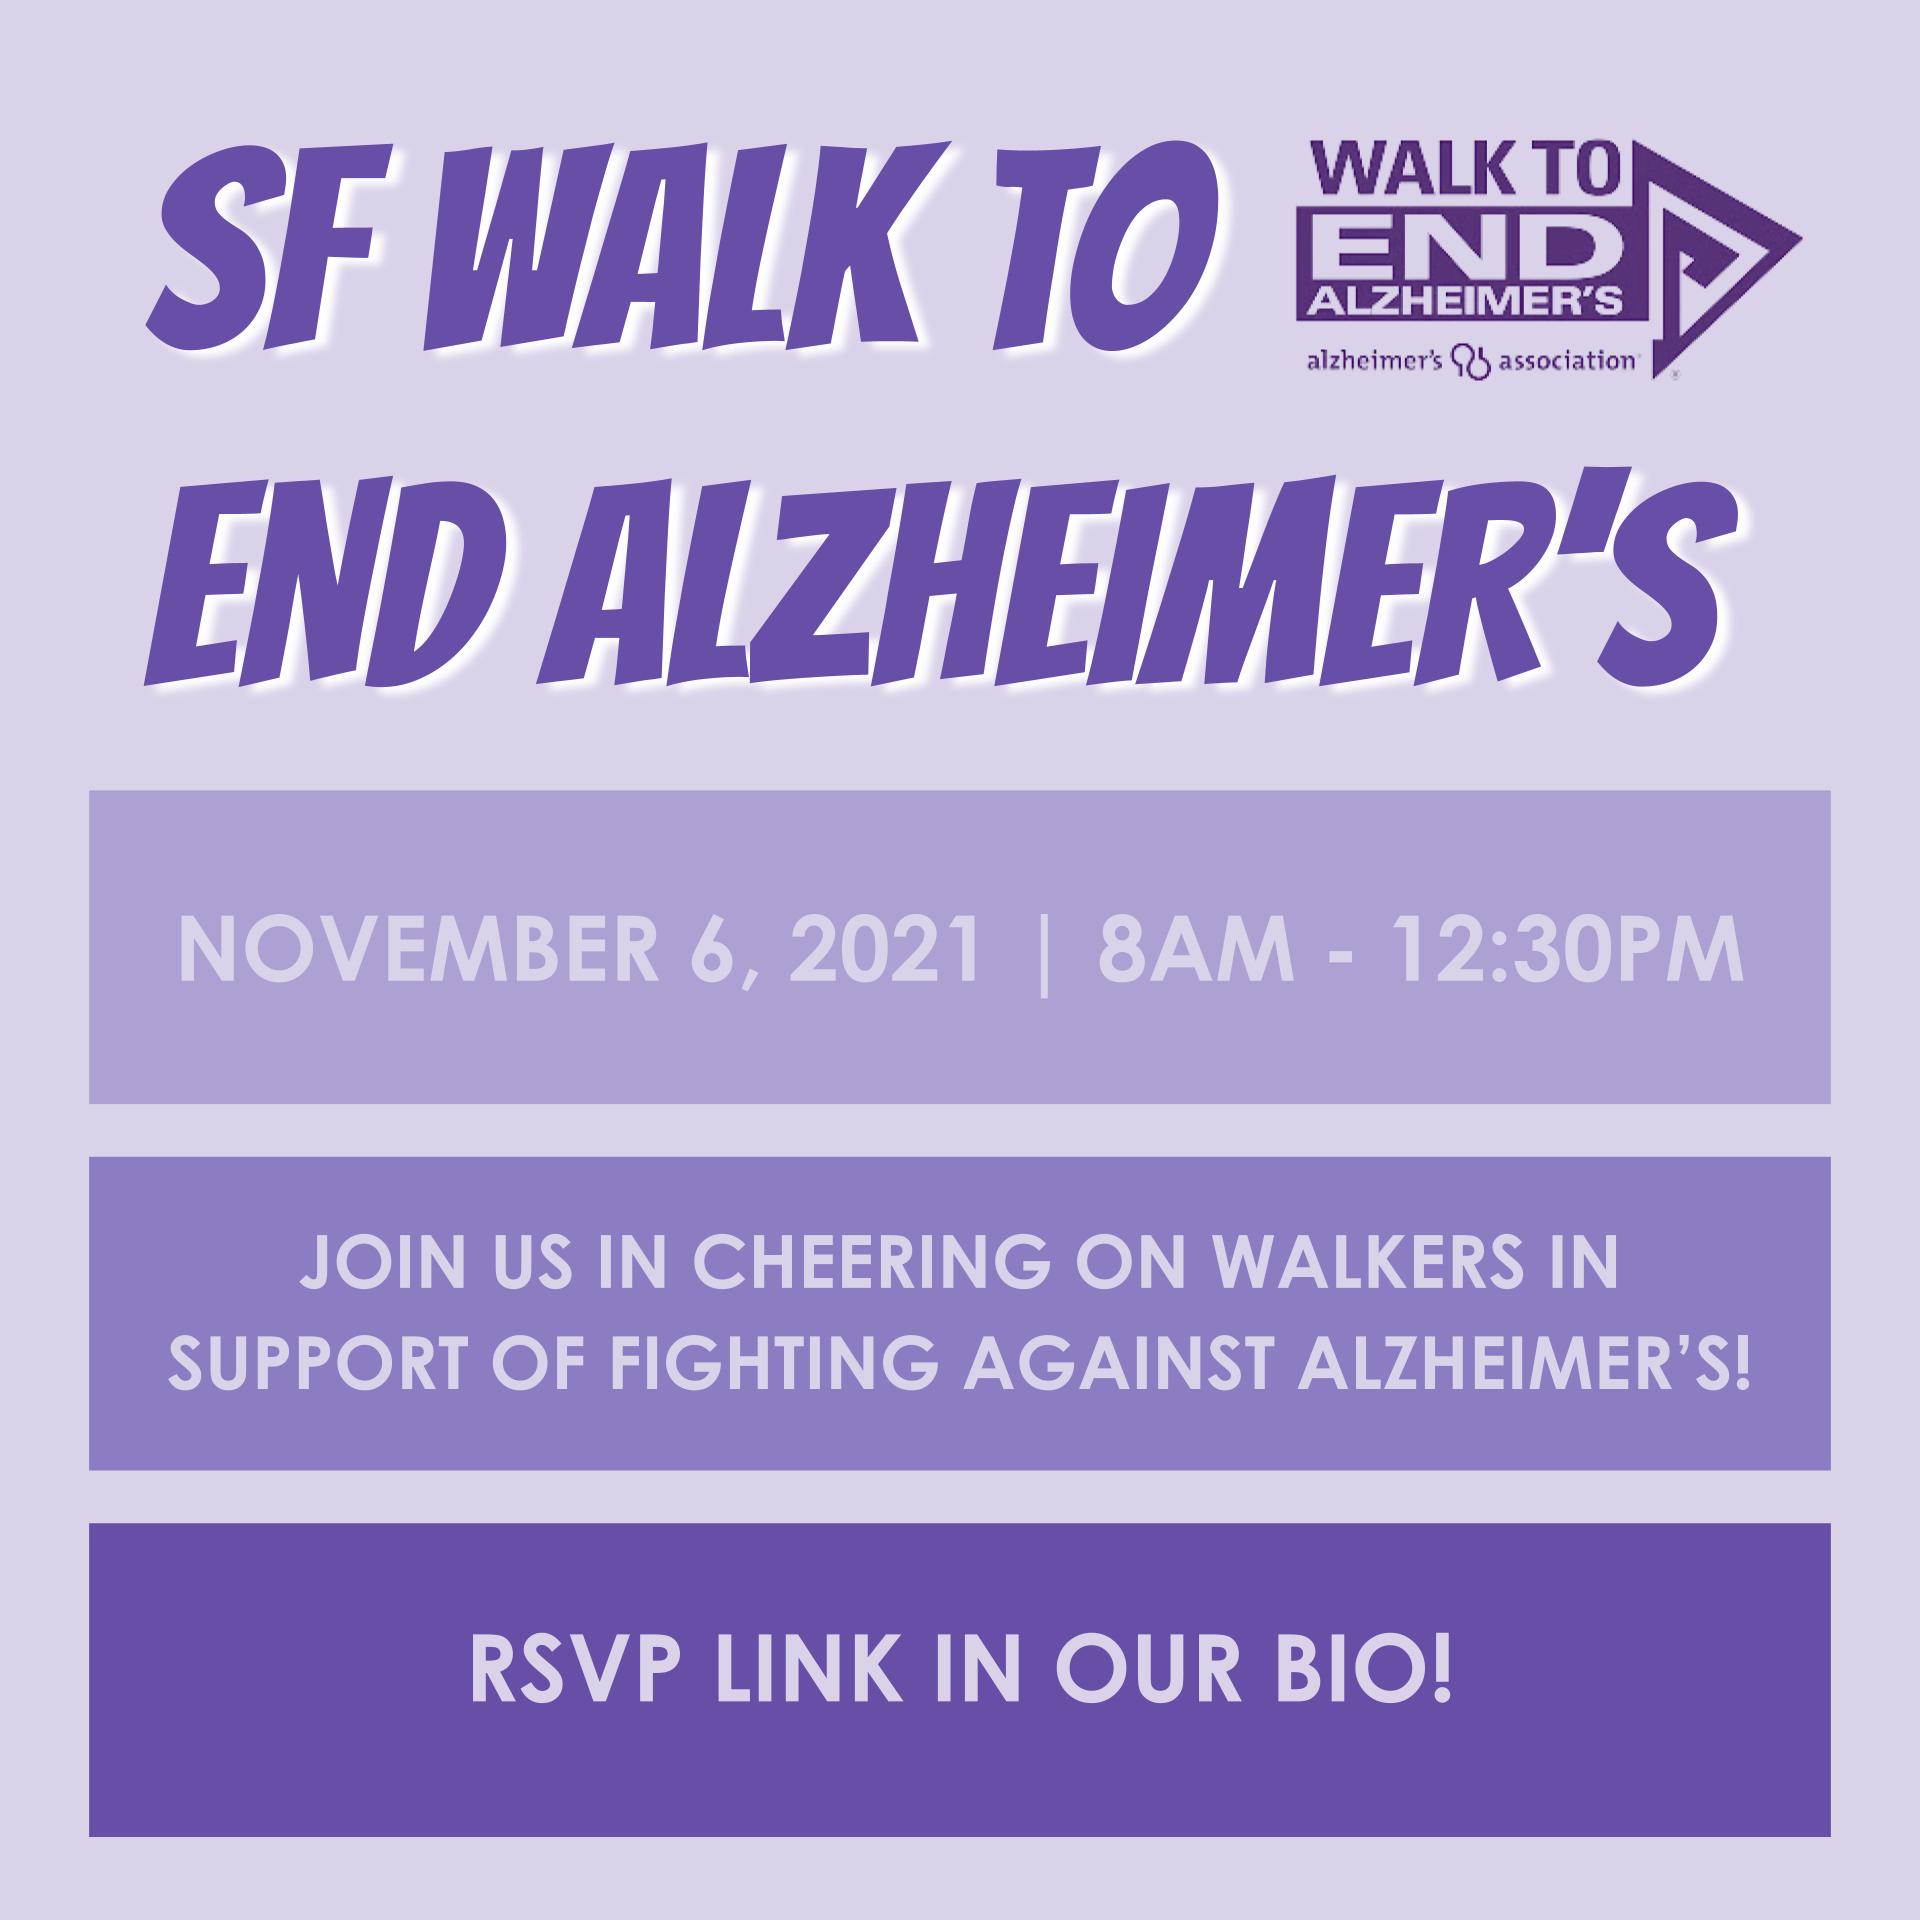 SF WALK TO
WALK TO
END
ALZHEIMER'S
alzheimer's association®
END ALZHEIMER'S
NOVEMBER 6, 2021 | 8AM - 12:30PM
JOIN US IN CHEERING ON WALKERS IN
SUPPORT OF FIGHTING AGAINST ALZHEIMER'S!
RSVP LINK IN OUR BIO!